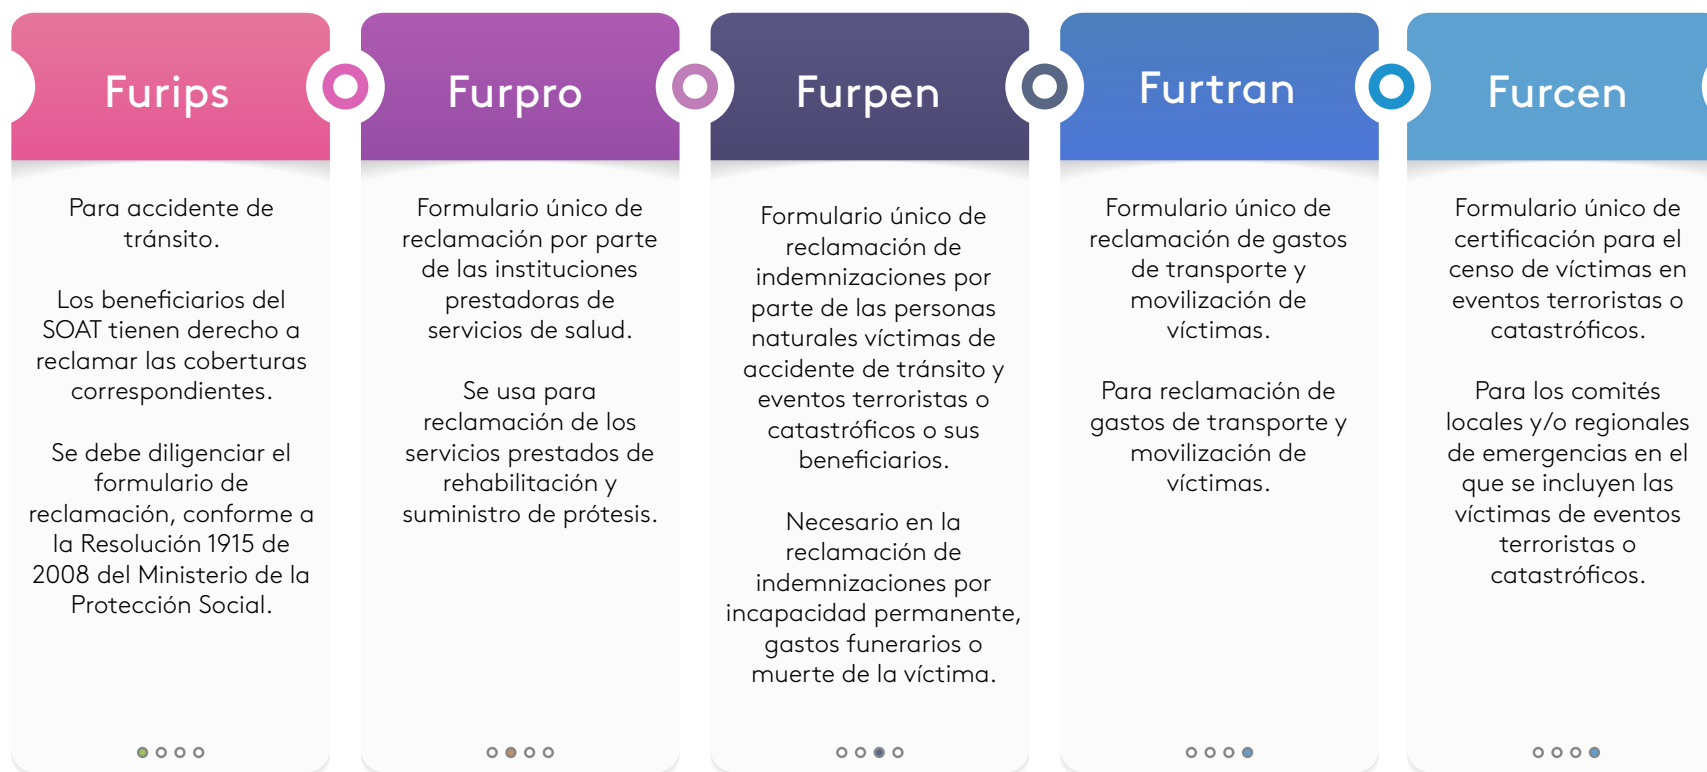 Furips
Para accidente de
tránsito.
Los beneficiarios del
SOAT tienen derecho a
reclamar las coberturas
correspondientes.
Se debe diligenciar el
formulario de
reclamación, conforme a
la Resolución 1915 de
2008 del Ministerio de la
Protección Social.
Furpro
Formulario único de
reclamación por parte
de las instituciones
prestadoras de
servicios de salud.
Se usa para
reclamación de los
servicios prestados de
rehabilitación y
suministro de prótesis.
Furpen
Formulario único de
reclamación de
indemnizaciones por
parte de las personas
naturales víctimas de
accidente de tránsito y
eventos terroristas o
catastróficos o sus
beneficiarios.
Necesario en la
reclamación de
indemnizaciones por
incapacidad permanente,
gastos funerarios o
muerte de la víctima.
Furtran
Formulario único de
reclamación de gastos
de transporte y
movilización de
víctimas.
Para reclamación de
gastos de transporte y
movilización de
víctimas.
Furcen
Formulario único de
certificación para el
censo de víctimas en
eventos terroristas o
catastróficos.
Para los comités
locales y/o regionales
de emergencias en el
que se incluyen las
víctimas de eventos
terroristas o
catastróficos.